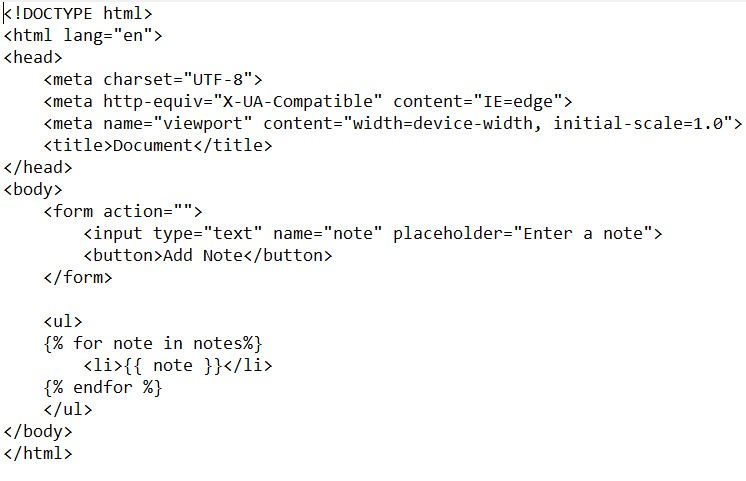 <!DOCTYPE html>
<html lang="en">
<head>
    <meta charset="UTF-8">
    <meta http-equiv="X-UA-Compatible" content="IE=edge">
    <meta name="viewport" content="width=device-width, initial-scale=1.0">
    <title>Document</title>
</head>
<body>
    <form action="">
        <input type="text" name="note" placeholder="Enter a note">
        <button>Add Note</button>
    </form>

    <ul>
    {% for note in notes%}
        <li>{{ note }}</li>
    {% endfor %}
    </ul>
</body>
</html>